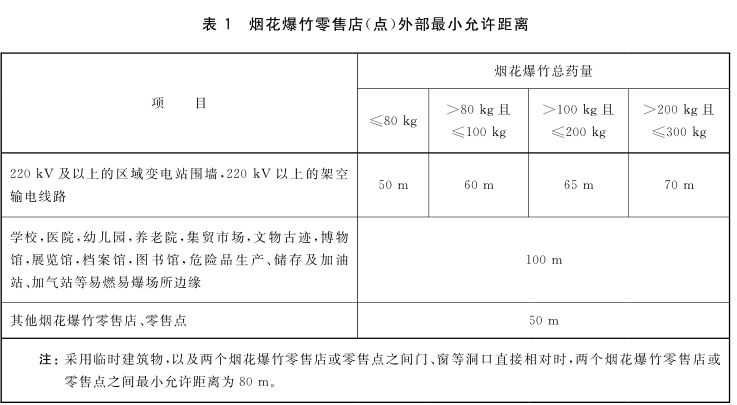 表 1 烟花爆竹零售店(点)外部最小允许距离
项 目
烟花爆竹总药量
≤80 kg
>80 kg 且
≤100 kg
>100 kg 且
≤200 kg
>200 kg 且
≤300 kg
220 kV 及以上的区域变电站围墙,220 kV 以上的架空
输电线路
50 m
60 m
65 m
70 m
学校,医院,幼儿园,养老院,集贸市场,文物古迹,博物
馆,展览馆,档案馆,图书馆,危险品生产、储存及加油
站、加气站等易燃易爆场所边缘
100 m
其他烟花爆竹零售店、零售点
50 m
注: 采用临时建筑物,以及两个烟花爆竹零售店或零售点之间门、窗等洞口直接相对时,两个烟花爆竹零售店或
零售点之间最小允许距离为 80 m。